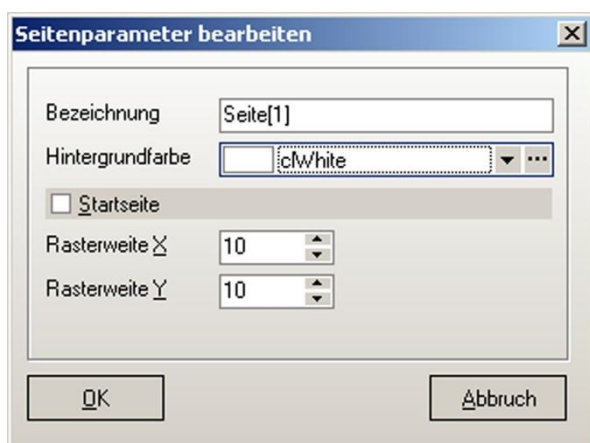 Seitenparameter bearbeiten
Bezeichnung Seite[1]
Hintergrundfarbe clWhite
Startseite
Rasterweite X 10
Rasterweite Y 10
OK Abbruch